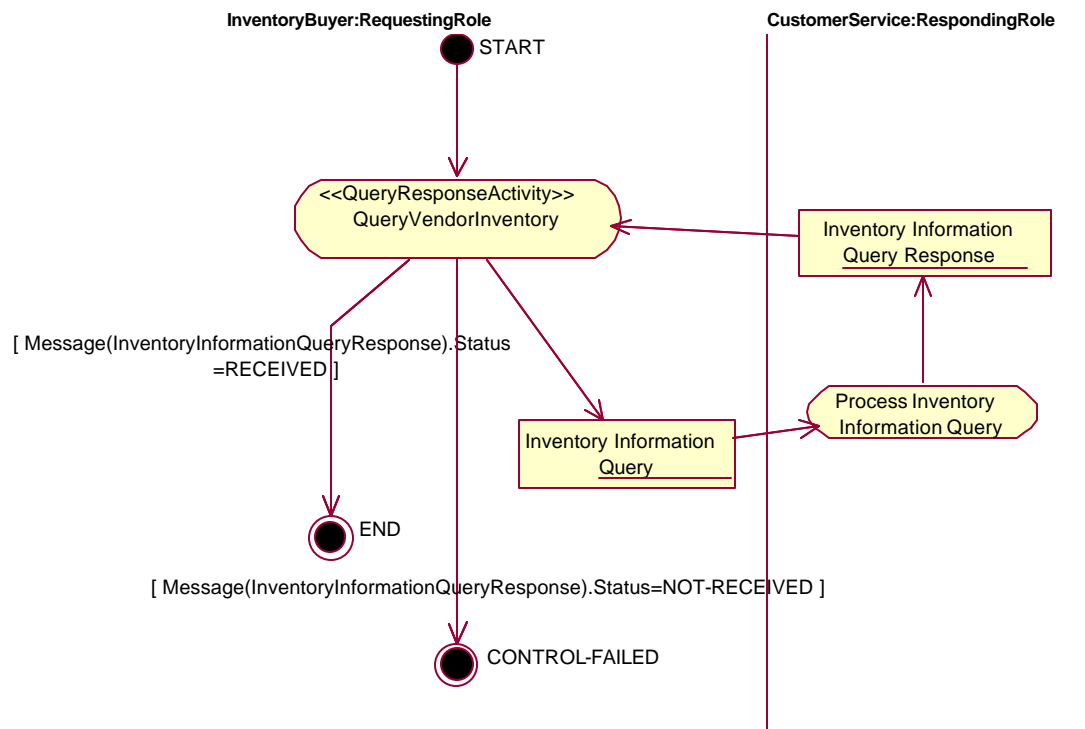 InventoryBuyer:RequestingRole
CustomerService:RespondingRole
START
<<QueryResponseActivity>>
QueryVendorInventory
Inventory Information
Query Response
[ Message(InventoryInformationQueryResponse).Status
=RECEIVED ]
Process Inventory
Information Query
Inventory Information
Query
END
[ Message(InventoryInformationQueryResponse).Status=NOT-RECEIVED ]
CONTROL-FAILED